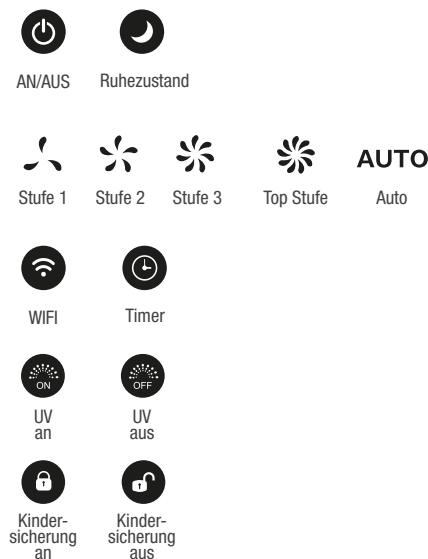 AN/AUS Ruhezustand
AUTO
Stufe 1 Stufe 2 Stufe 3 Top Stufe Auto
WIFI Timer
ON OFF
UV UV
an aus
Kinder- Kinder-
sicherung sicherung
an aus